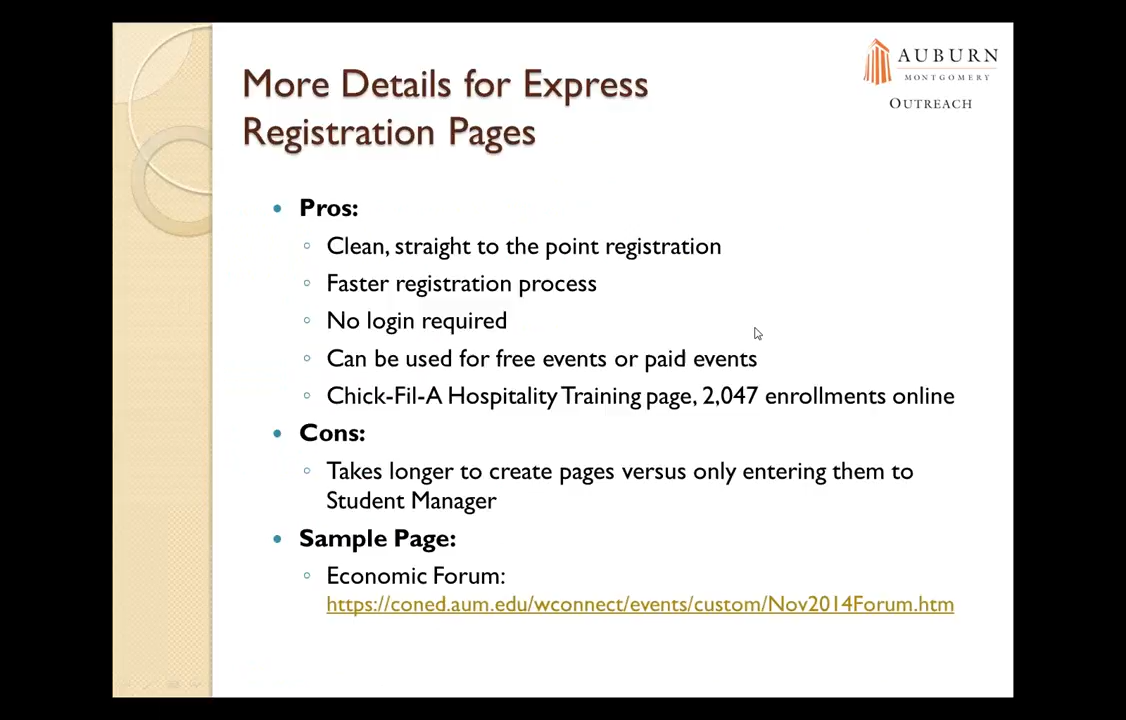 More Details for Express
Registration Pages
AUBURN
MONTGOMERY
OUTREACH
• Pros:
◦ Clean, straight to the point registration
◦ Faster registration process
◦ No login required
◦ Can be used for free events or paid events
◦ Chick-Fil-A Hospitality Training page, 2,047 enrollments online
• Cons:
◦ Takes longer to create pages versus only entering them to
Student Manager
• Sample Page:
◦ Economic Forum:
https://coned.aum.edu/wconnect/events/custom/Nov2014Forum.htm